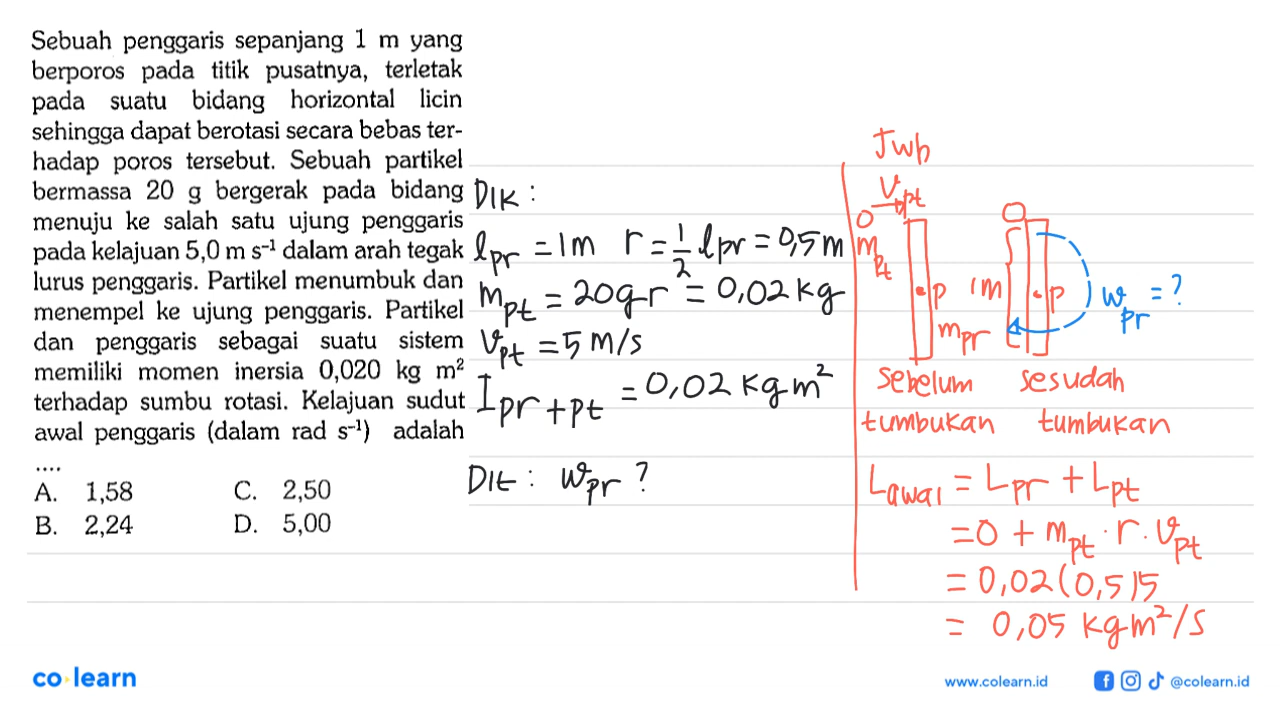 Sebuah penggaris sepanjang 1 m yang
berporos pada titik pusatnya, terletak
pada suatu bidang horizontal licin
sehingga dapat berotasi secara bebas ter-
hadap poros tersebut. Sebuah partikel
bermassa 20 g bergerak pada bidang
menuju ke salah satu ujung penggaris
pada kelajuan 5,0 m s⁻¹ dalam arah tegak
lurus penggaris. Partikel menumbuk dan
menempel ke ujung penggaris. Partikel
dan penggaris sebagai suatu sistem
memiliki momen inersia 0,020 kg m²
terhadap sumbu rotasi. Kelajuan sudut
awal penggaris (dalam rad s⁻¹) adalah
....
A. 1,58 C. 2,50
B. 2,24 D. 5,00
DIK :
l_pr = 1m r = 1/2 l_pr = 0,5 m
m_pt = 20gr = 0,02 kg
v_pt = 5 m/s
I_pr+pt = 0,02 kg m²
DIt : w_pr ?
Jwb
v_pt
m_pt
p 1m p w_pr = ?
m_pr
sebelum sesudah
tumbukan tumbukan
L_awal = L_pr + L_pt
= 0 + m_pt . r . v_pt
= 0,02 (0,5)5
= 0,05 kg m²/s
co learn
www.colearn.id @colearn.id